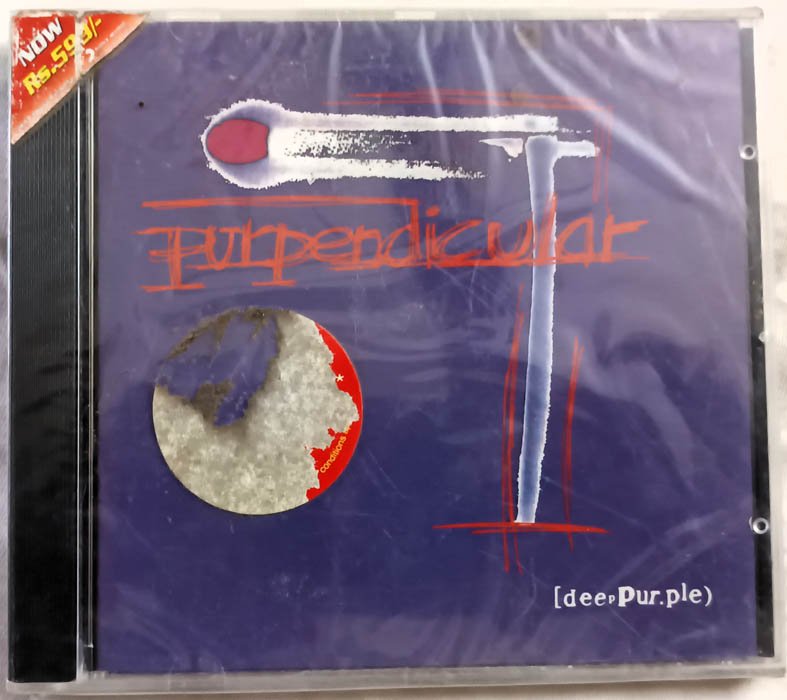 NOW
Rs.599/-
purpendicular
conditions
[deepPur.ple)